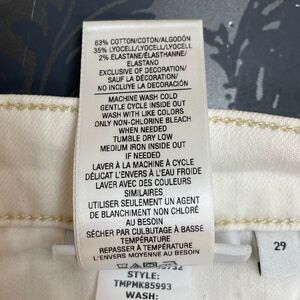 63% COTTON/COTON/ALGODÓN
35% LYOCELL/LYOCELL/LYOCELL
2% ELASTANE/ÉLASTHANNE/
ELASTANO
EXCLUSIVE OF DECORATION/
SAUF LA DÉCORATION/
NO INCLUYE LA DECORACIÓN
MACHINE WASH COLD
GENTLE CYCLE INSIDE OUT
WASH WITH LIKE COLORS
ONLY NON-CHLORINE BLEACH
WHEN NEEDED
TUMBLE DRY LOW
MEDIUM IRON INSIDE OUT
IF NEEDED
LAVER À LA MACHINE À CYCLE
DÉLICAT L'ENVERS À L'EAU FROID
LAVER AVEC DES COULEURS
SIMILAIRES
UTILISER SEULEMENT UN AGENT
DE BLANCHIMENT NON CHLORÉ
AU BESOIN
SÉCHER PAR CULBUTAGE À BASSE
TEMPÉRATURE
REPASSER À TEMPÉRATURE
L'ENVERS MOYENNE AU BESOIN
29
STYLE:
TMPMK85993
WASH: